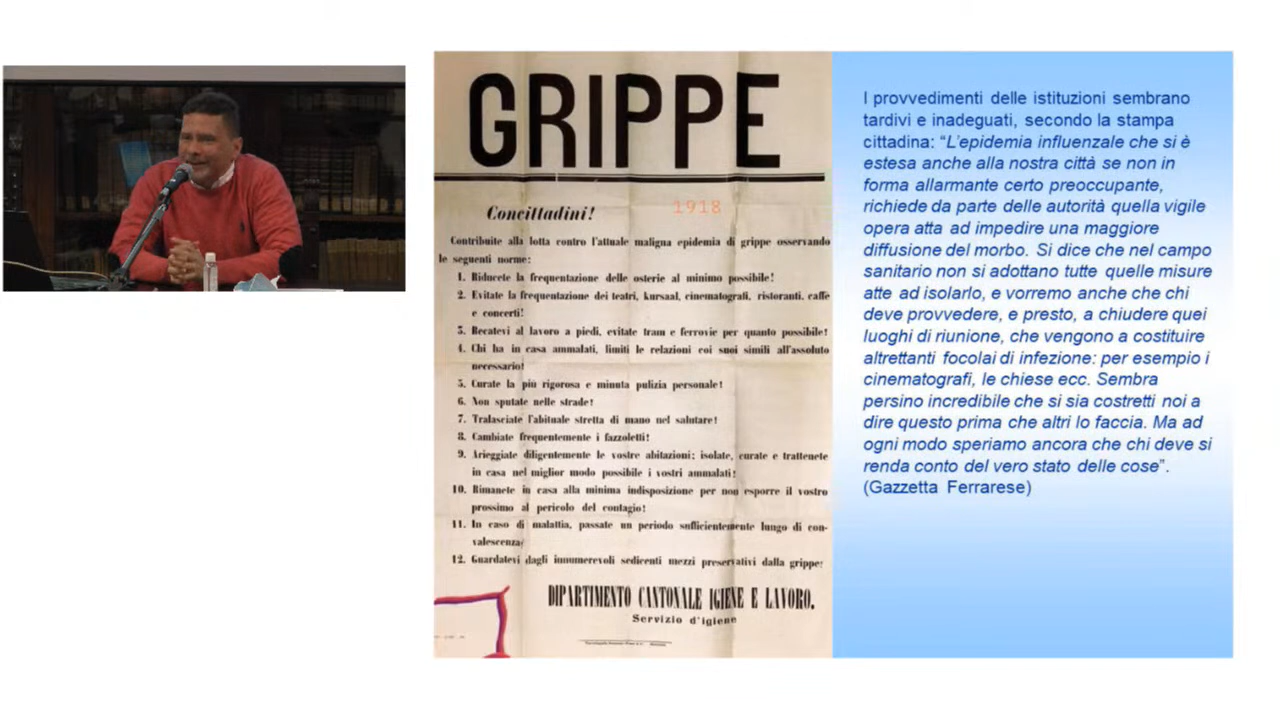 GRIPPE
1918
Concittadini!
Contribuite alla lotta contro l'attuale maligna epidemia di grippe osservando
le seguenti norme:
1. Riducete la frequentazione delle osterie al minimo possibile!
2. Evitate la frequentazione dei teatri, kursaal, cinematografi, ristoranti, caffè
e concerti!
3. Recatevi al lavoro a piedi, evitate tram e ferrovie per quanto possibile!
4. Chi ha in casa ammalati, limiti le relazioni coi suoi simili all'assoluto
necessario!
5. Curate la più rigorosa e minuta pulizia personale!
6. Non sputate nelle strade!
7. Tralasciate l'abituale stretta di mano nel salutare!
8. Cambiate frequentemente i fazzoletti!
9. Arieggiate diligentemente le vostre abitazioni; isolate, curate e trattenete
in casa nel miglior modo possibile i vostri ammalati!
10. Rimanete in casa alla minima indisposizione per non esporre il vostro
prossimo al pericolo del contagio!
11. In caso di malattia, passate un periodo sufficientemente lungo di con-
valescenza!
12. Guardatevi dagli innumerevoli sedicenti mezzi preservativi dalla grippe!
DIPARTIMENTO CANTONALE IGIENE E LAVORO.
Servizio d'igiene
I provvedimenti delle istituzioni sembrano
tardivi e inadeguati, secondo la stampa
cittadina: "L'epidemia influenzale che si è
estesa anche alla nostra città se non in
forma allarmante certo preoccupante,
richiede da parte delle autorità quella vigile
opera atta ad impedire una maggiore
diffusione del morbo. Si dice che nel campo
sanitario non si adottano tutte quelle misure
atte ad isolarlo, e vorremo anche che chi
deve provvedere, e presto, a chiudere quei
luoghi di riunione, che vengono a costituire
altrettanti focolai di infezione: per esempio i
cinematografi, le chiese ecc. Sembra
persino incredibile che si sia costretti noi a
dire questo prima che altri lo faccia. Ma ad
ogni modo speriamo ancora che chi deve si
renda conto del vero stato delle cose".
(Gazzetta Ferrarese)